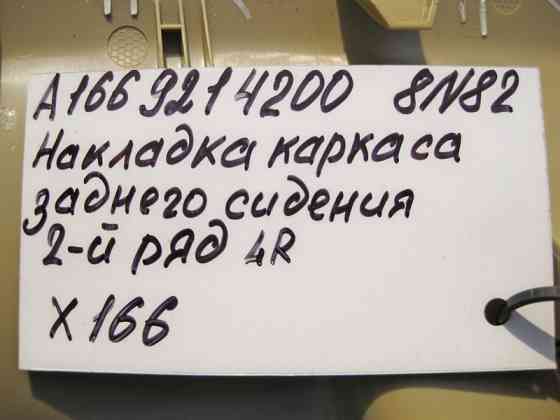 A1669214200 8N82
Накладка каркаса
заднего сидения
2-й ряд LR
X166